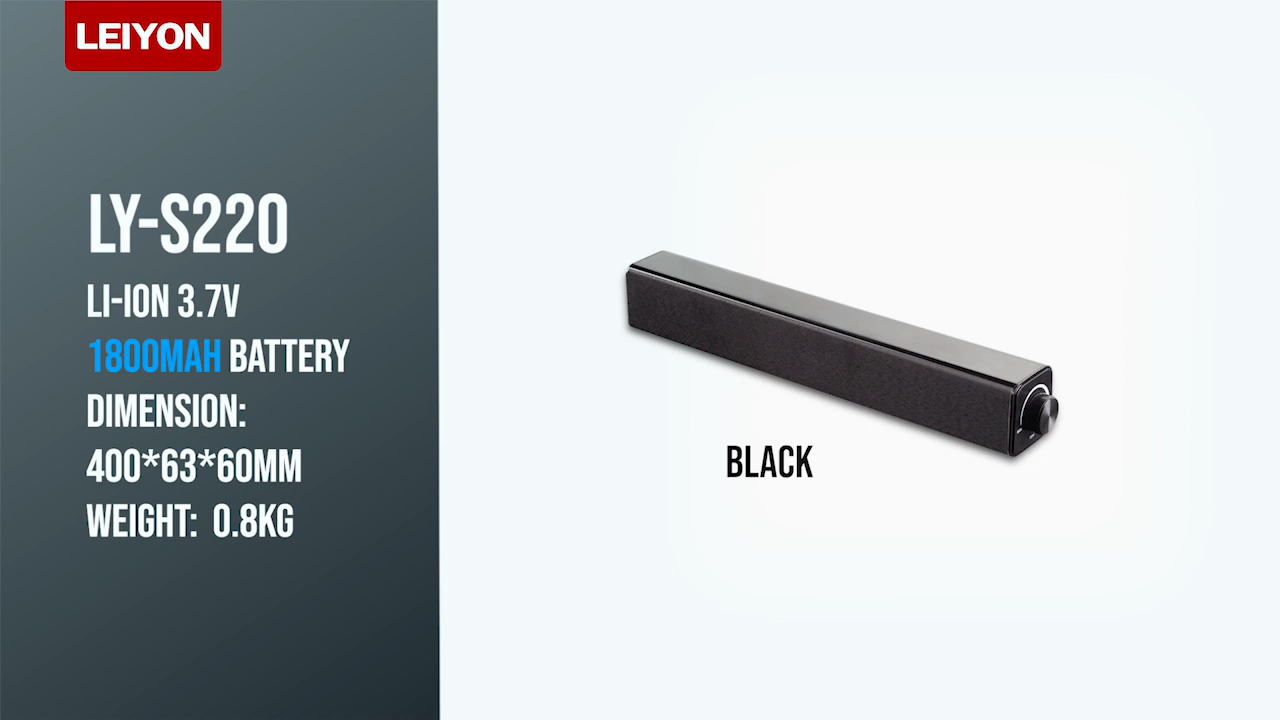 LEIYON
LY-S220
LI-ION 3.7V
1800MAH BATTERY
DIMENSION:
400*63*60MM
WEIGHT: 0.8KG
BLACK